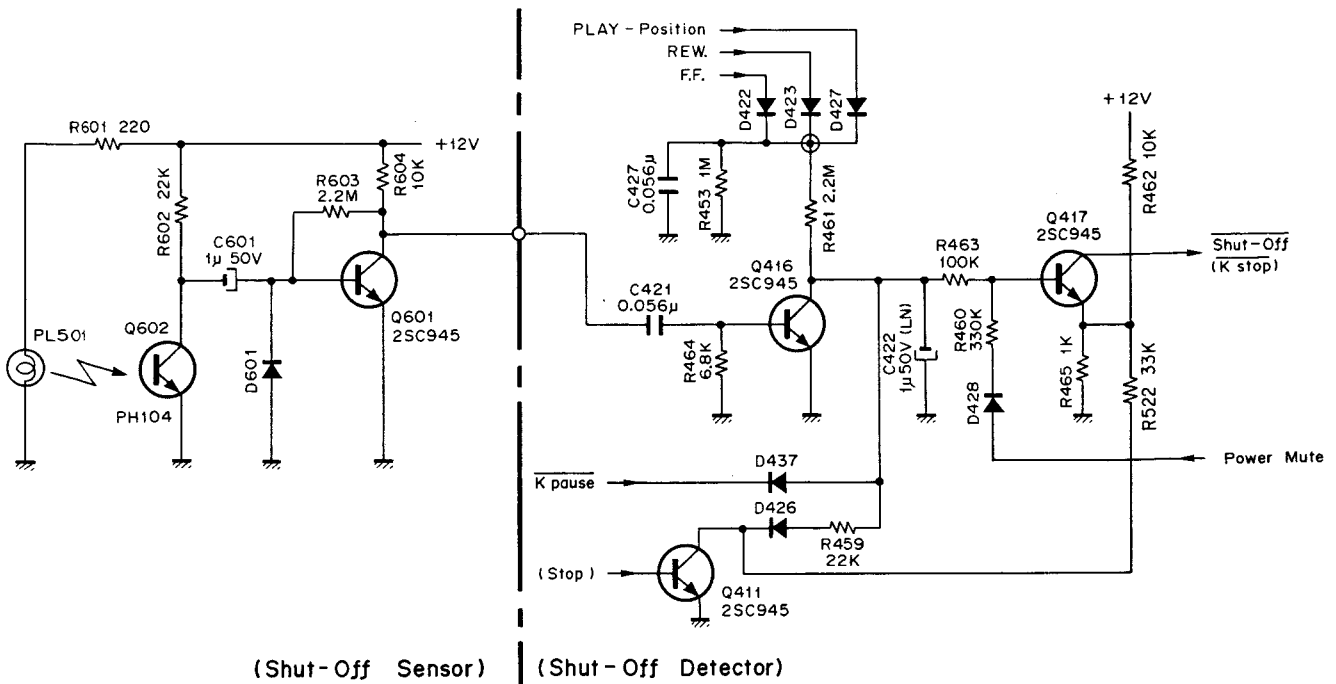 PLAY-Position
REW.
F.F.
D422
D423
D427
+12V
R601 220
+12V
R602 22K
R603
2.2M
R604
10K
C601
1μ 50V
Q602
PL501
PH104
D601
Q601
2SC945
C427
0.056μ
R453 1M
R461 2.2M
R462 10K
Q417
2SC945
Shut-Off
(K stop)
R463
100K
Q416
2SC945
C421
0.056μ
R464
6.8K
C422
1μ50V (LN)
R460
330K
D428
R465 1K
R522 33K
Power Mute
K pause
D437
D426
R459
22K
(Stop)
Q411
2SC945
(Shut-Off Sensor)
(Shut-Off Detector)